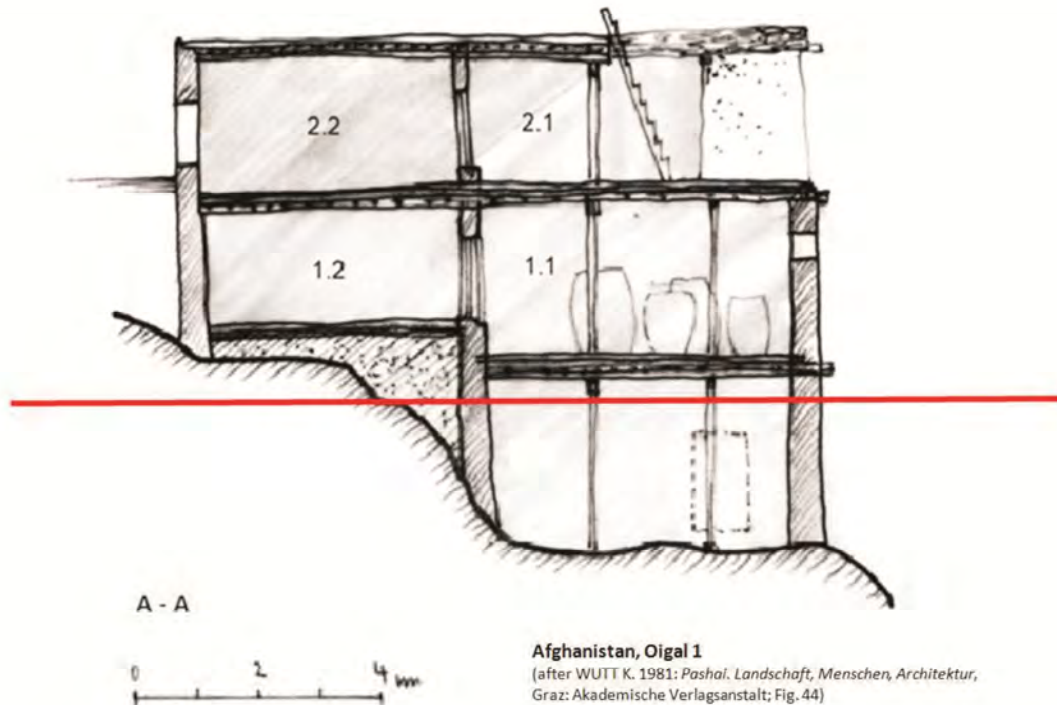 2.2 2.1
1.2 1.1
A - A
0 2 4 m
Afghanistan, Oigal 1
(after WUTT K. 1981: Pashai. Landschaft, Menschen, Architektur,
Graz: Akademische Verlagsanstalt; Fig. 44)